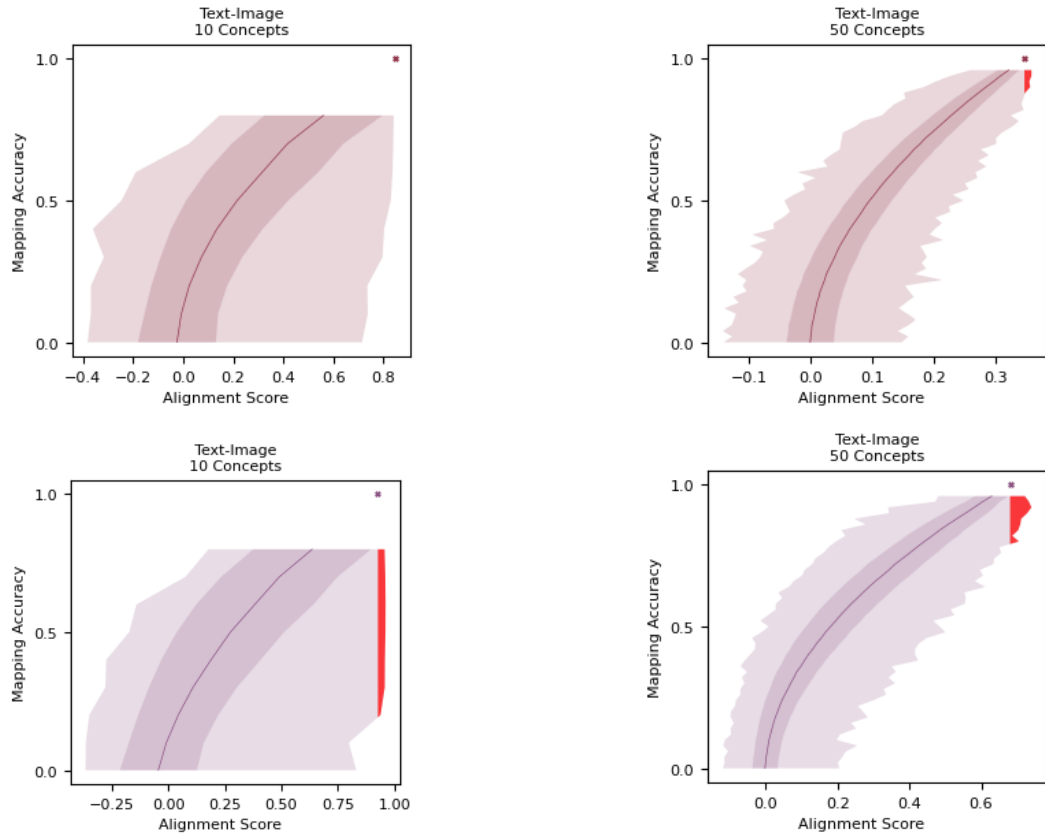 Text-Image
10 Concepts
1.0
0.5
0.0
Mapping Accuracy
−0.4 −0.2 0.0 0.2 0.4 0.6 0.8
Alignment Score
Text-Image
50 Concepts
1.0
0.5
0.0
Mapping Accuracy
−0.1 0.0 0.1 0.2 0.3
Alignment Score
Text-Image
10 Concepts
1.0
0.5
0.0
Mapping Accuracy
−0.25 0.00 0.25 0.50 0.75 1.00
Alignment Score
Text-Image
50 Concepts
1.0
0.5
0.0
Mapping Accuracy
0.0 0.2 0.4 0.6
Alignment Score